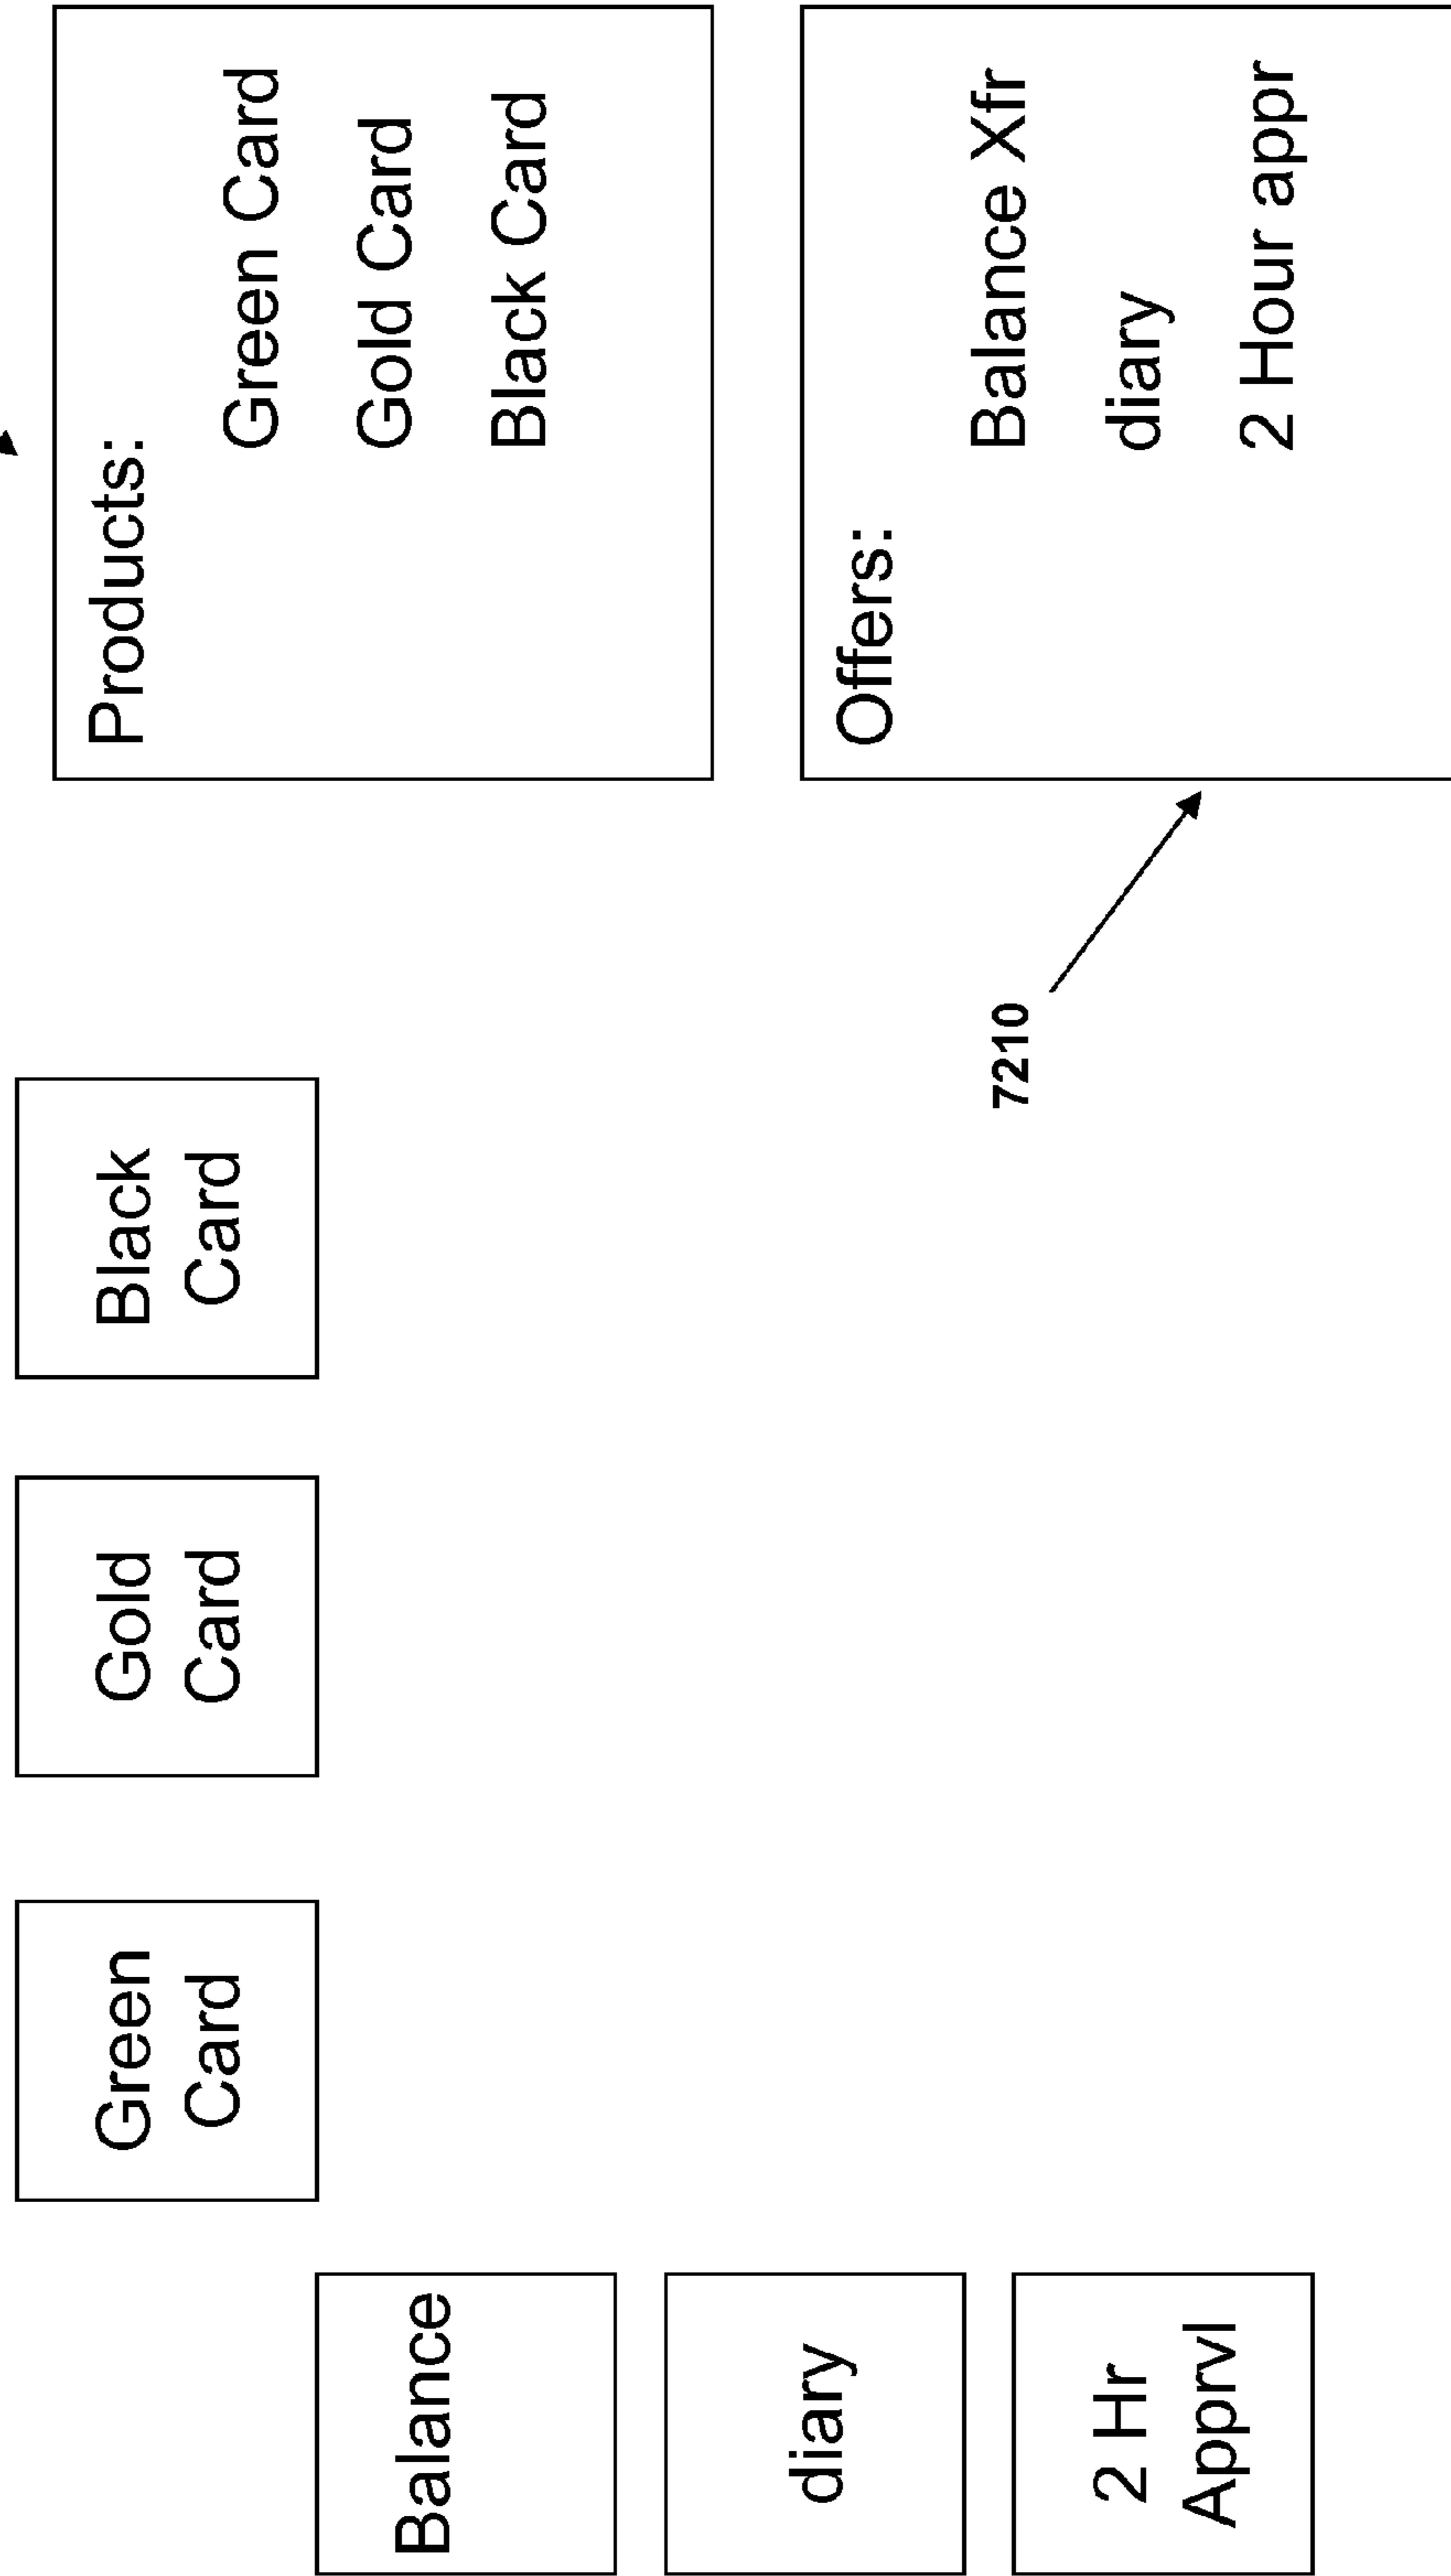 Green
Card
Gold
Card
Black
Card
Balance
diary
2 Hr
Apprvl
Products:
Green Card
Gold Card
Black Card
7210
Offers:
Balance Xfr
diary
2 Hour appr